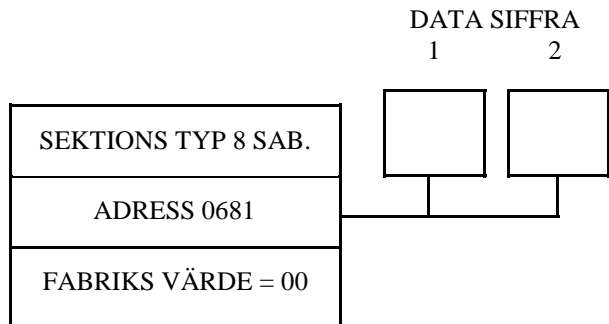 DATA SIFFRA
1 2
SEKTIONS TYP 8 SAB.
ADRESS 0681
FABRIKS VÄRDE = 00